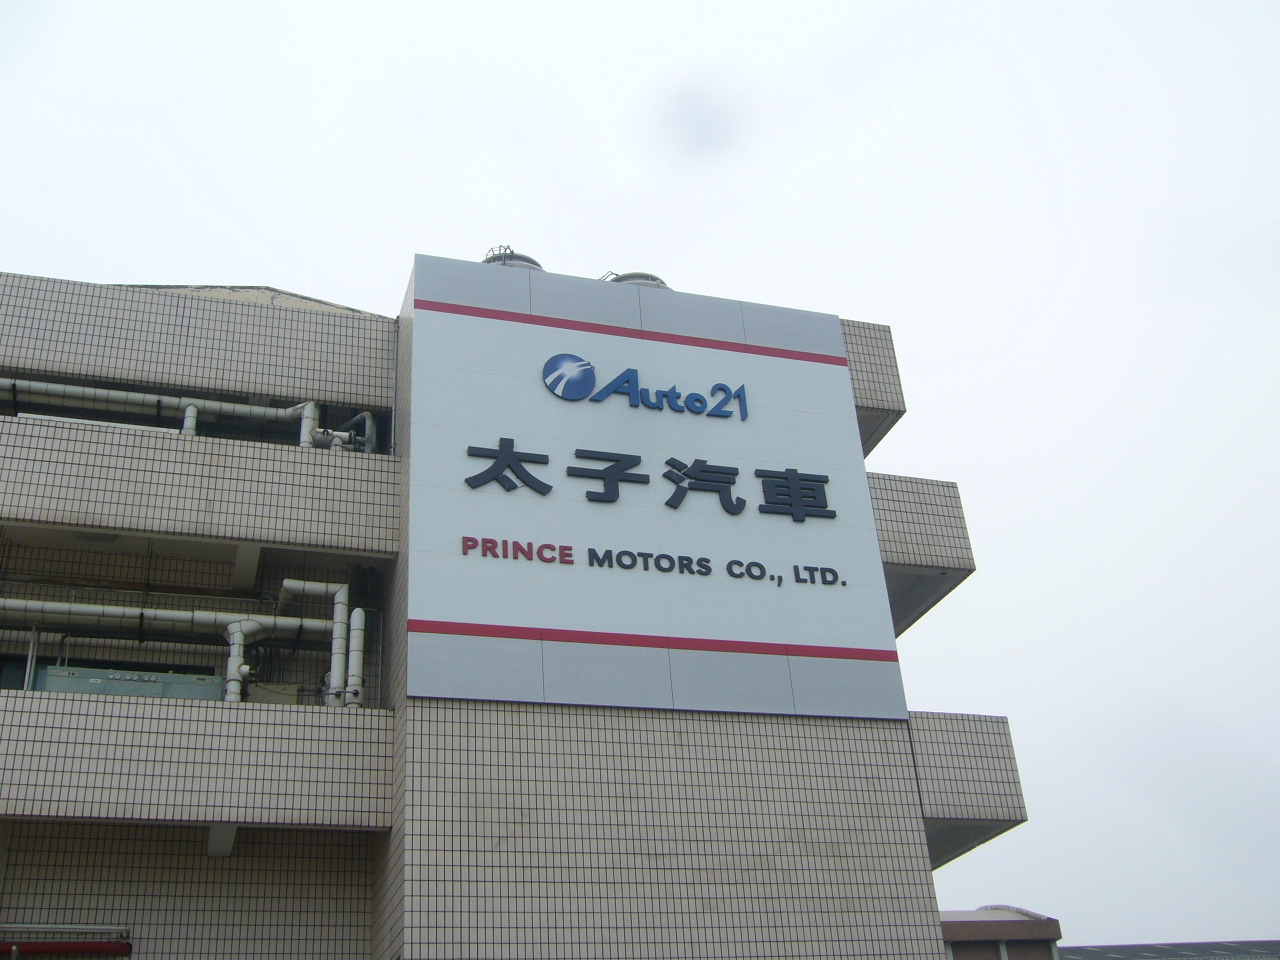 Auto21
太子汽車
PRINCE MOTORS CO., LTD.